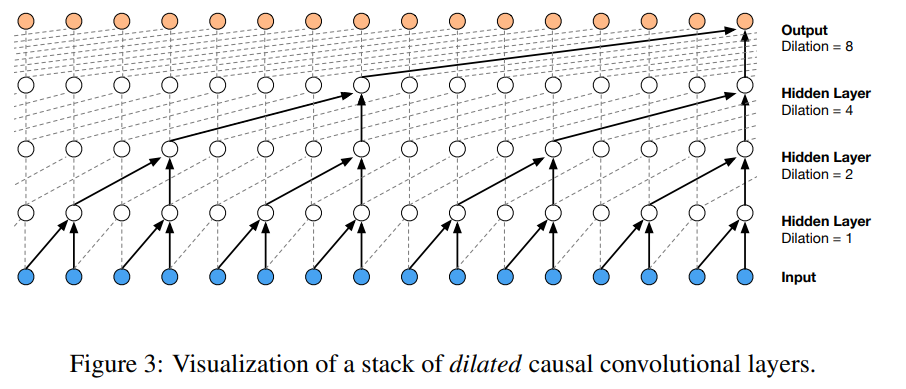 Output
Dilation = 8
Hidden Layer
Dilation = 4
Hidden Layer
Dilation = 2
Hidden Layer
Dilation = 1
Input
Figure 3: Visualization of a stack of dilated causal convolutional layers.